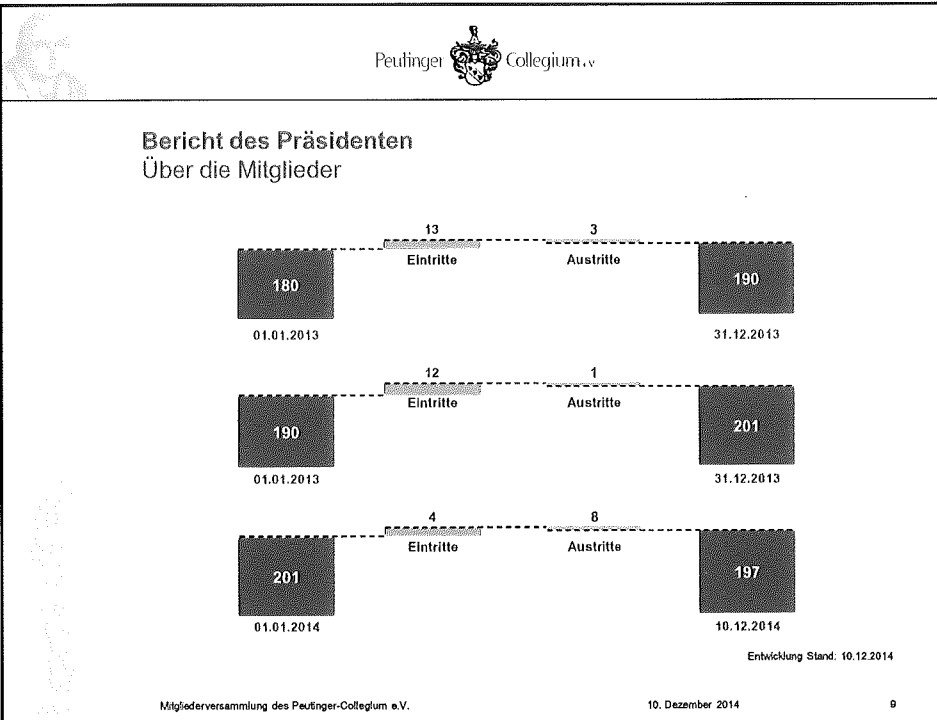 Peutinger Collegium e.V.
Bericht des Präsidenten
Über die Mitglieder
13 3
Eintritte Austritte
180 190
01.01.2013 31.12.2013
12 1
Eintritte Austritte
190 201
01.01.2013 31.12.2013
4 8
Eintritte Austritte
201 197
01.01.2014 10.12.2014
Entwicklung Stand: 10.12.2014
Mitgliederversammlung des Peutinger-Collegium e.V. 10. Dezember 2014 9